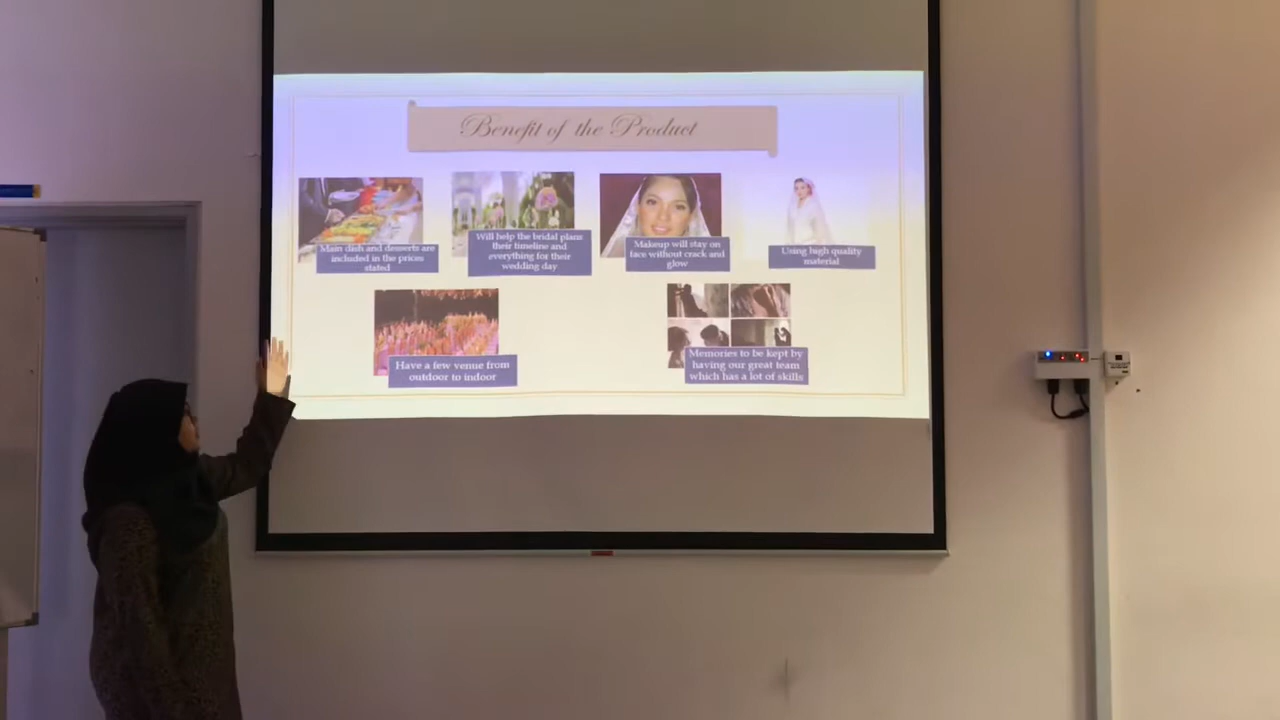 Benefit of the Product
Main dish and desserts are
included in the prices
stated
Will help the bridal plans
their timeline and
everything for their
wedding day
Makeup will stay on
face without crack and
glow
Using high quality
material
Have a few venue from
outdoor to indoor
Memories to be kept by
having our great team
which has a lot of skills